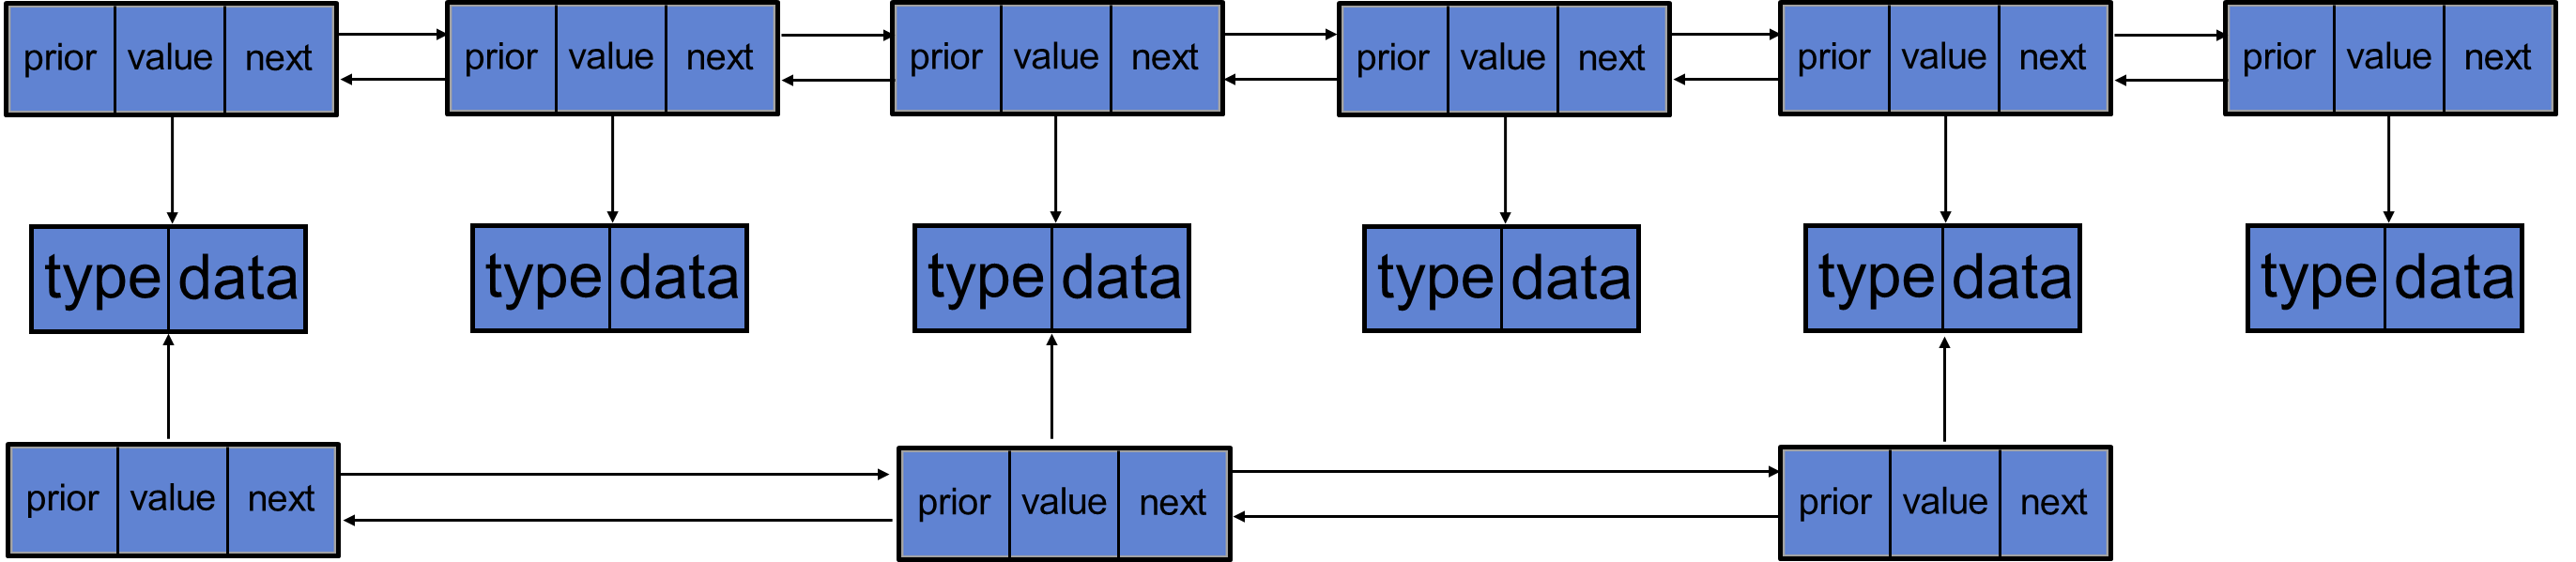 prior value next prior value next prior value next prior value next prior value next prior value next
type data type data type data type data type data type data
prior value next prior value next prior value next